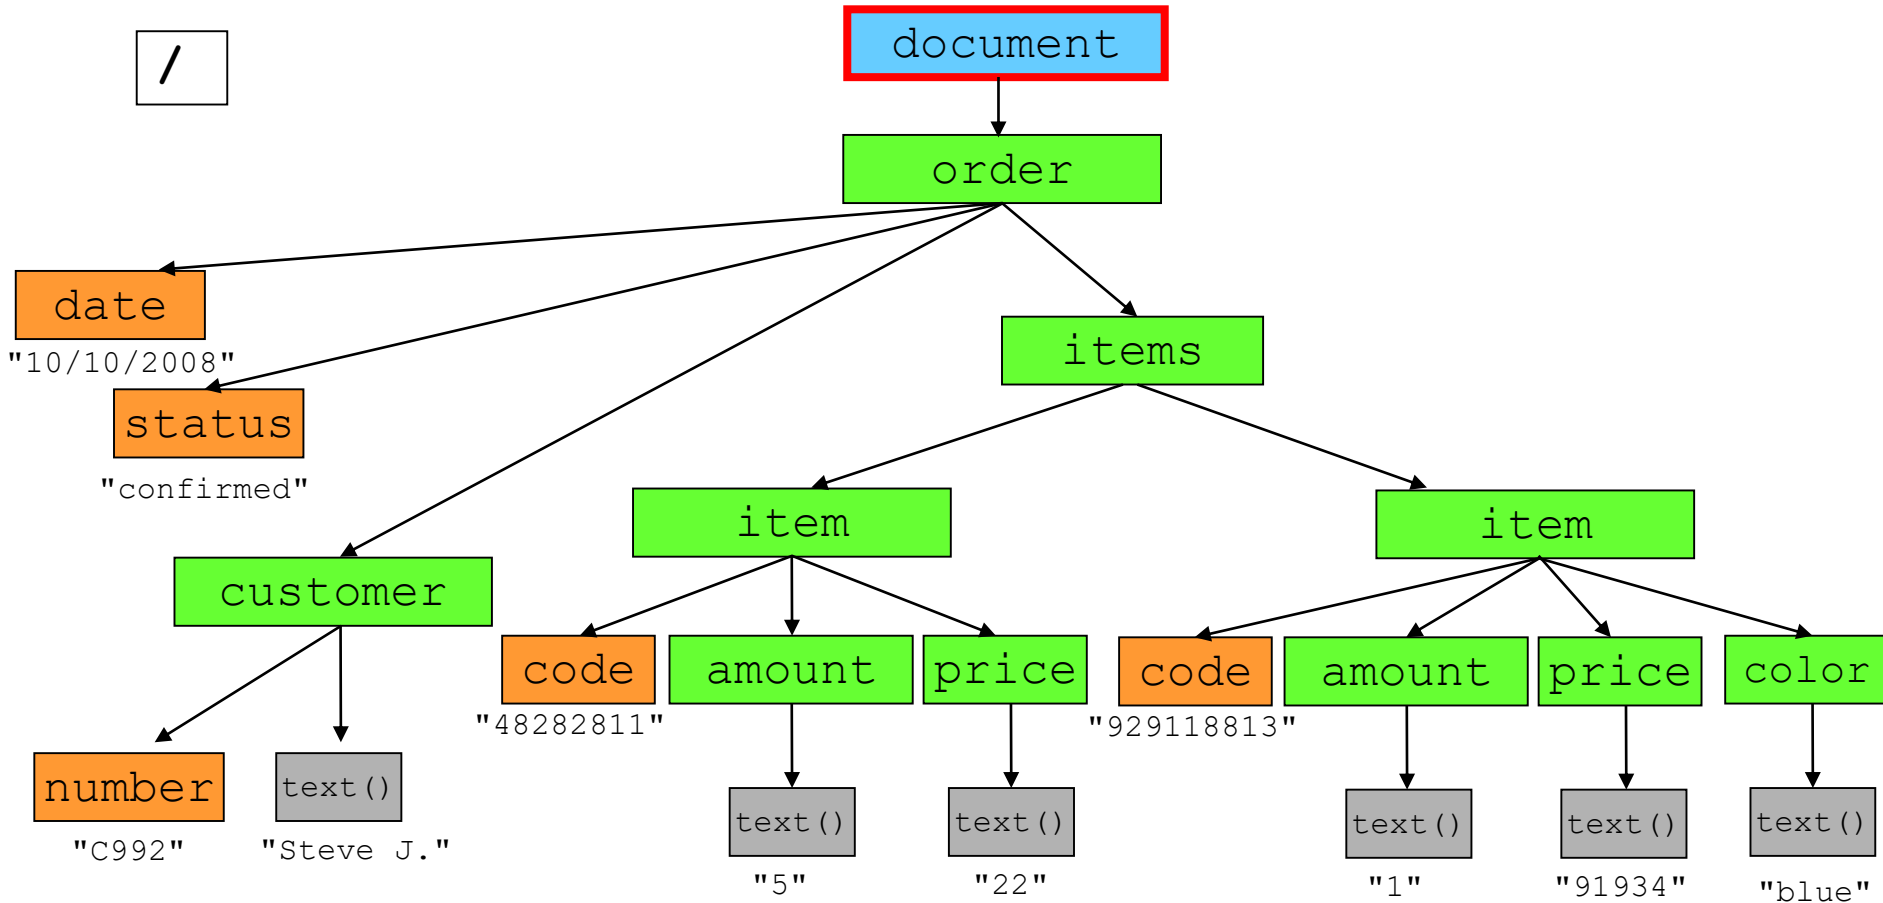 /
document
order
date
"10/10/2008"
items
status
"confirmed"
item
item
customer
code
amount
price
code
amount
price
color
"48282811"
"929118813"
number
text()
text()
text()
text()
text()
text()
"C992"
"Steve J."
"5"
"22"
"1"
"91934"
"blue"